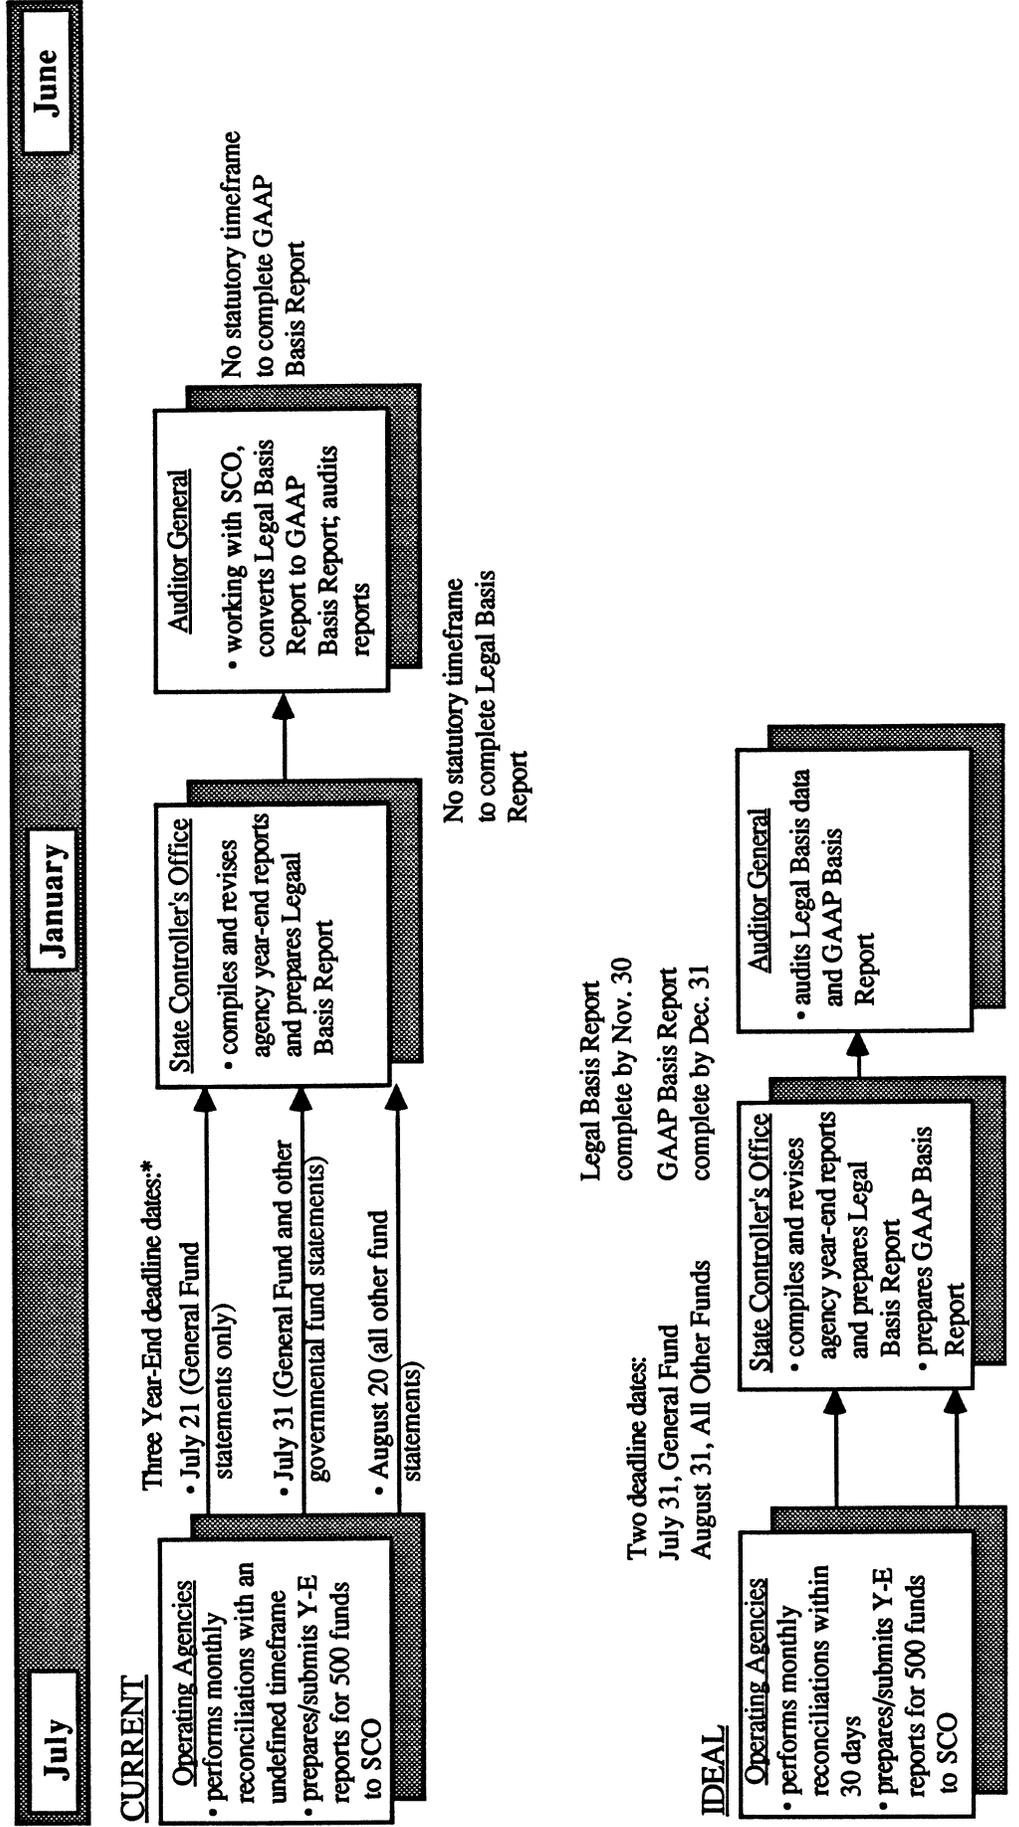 July
January
June
CURRENT
Operating Agencies
• performs monthly
reconciliations with an
undefined timeframe
• prepares/submits Y-E
reports for 500 funds
to SCO
Three Year-End deadline dates:*
• July 21 (General Fund
statements only)
• July 31 (General Fund and other
governmental fund statements)
• August 20 (all other fund
statements)
State Controller's Office
• compiles and revises
agency year-end reports
and prepares Legaal
Basis Report
No statutory timeframe
to complete Legal Basis
Report
Auditor General
• working with SCO,
converts Legal Basis
Report to GAAP
Basis Report; audits
reports
No statutory timeframe
to complete GAAP
Basis Report
IDEAL
Operating Agencies
• performs monthly
reconciliations within
30 days
• prepares/submits Y-E
reports for 500 funds
to SCO
Two deadline dates:
July 31, General Fund
August 31, All Other Funds
State Controller's Office
• compiles and revises
agency year-end reports
and prepares Legal
Basis Report
• prepares GAAP Basis
Report
Legal Basis Report
complete by Nov. 30
GAAP Basis Report
complete by Dec. 31
Auditor General
• audits Legal Basis data
and GAAP Basis
Report